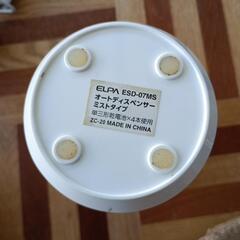 ELPA ESD-07MS
オートディスペンサー
ミストタイプ
単三形乾電池×4本使用
ZC-20 MADE IN CHINA